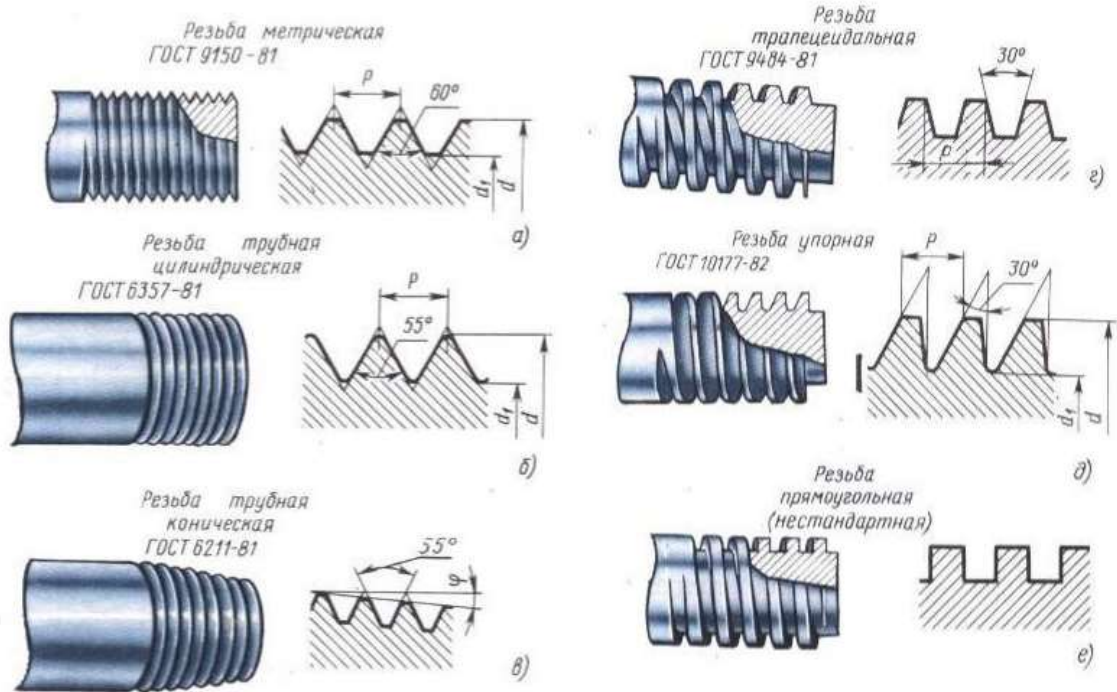 Резьба метрическая
ГОСТ 9150-81
P
60°
d₁
d
а)
Резьба трубная
цилиндрическая
ГОСТ 6357-81
P
55°
d₁
d
б)
Резьба трубная
коническая
ГОСТ 6211-81
55°
φ
в)
Резьба
трапецеидальная
ГОСТ 9484-81
30°
P
г)
Резьба упорная
ГОСТ 10177-82
P
30°
d₁
d
д)
Резьба
прямоугольная
(нестандартная)
е)